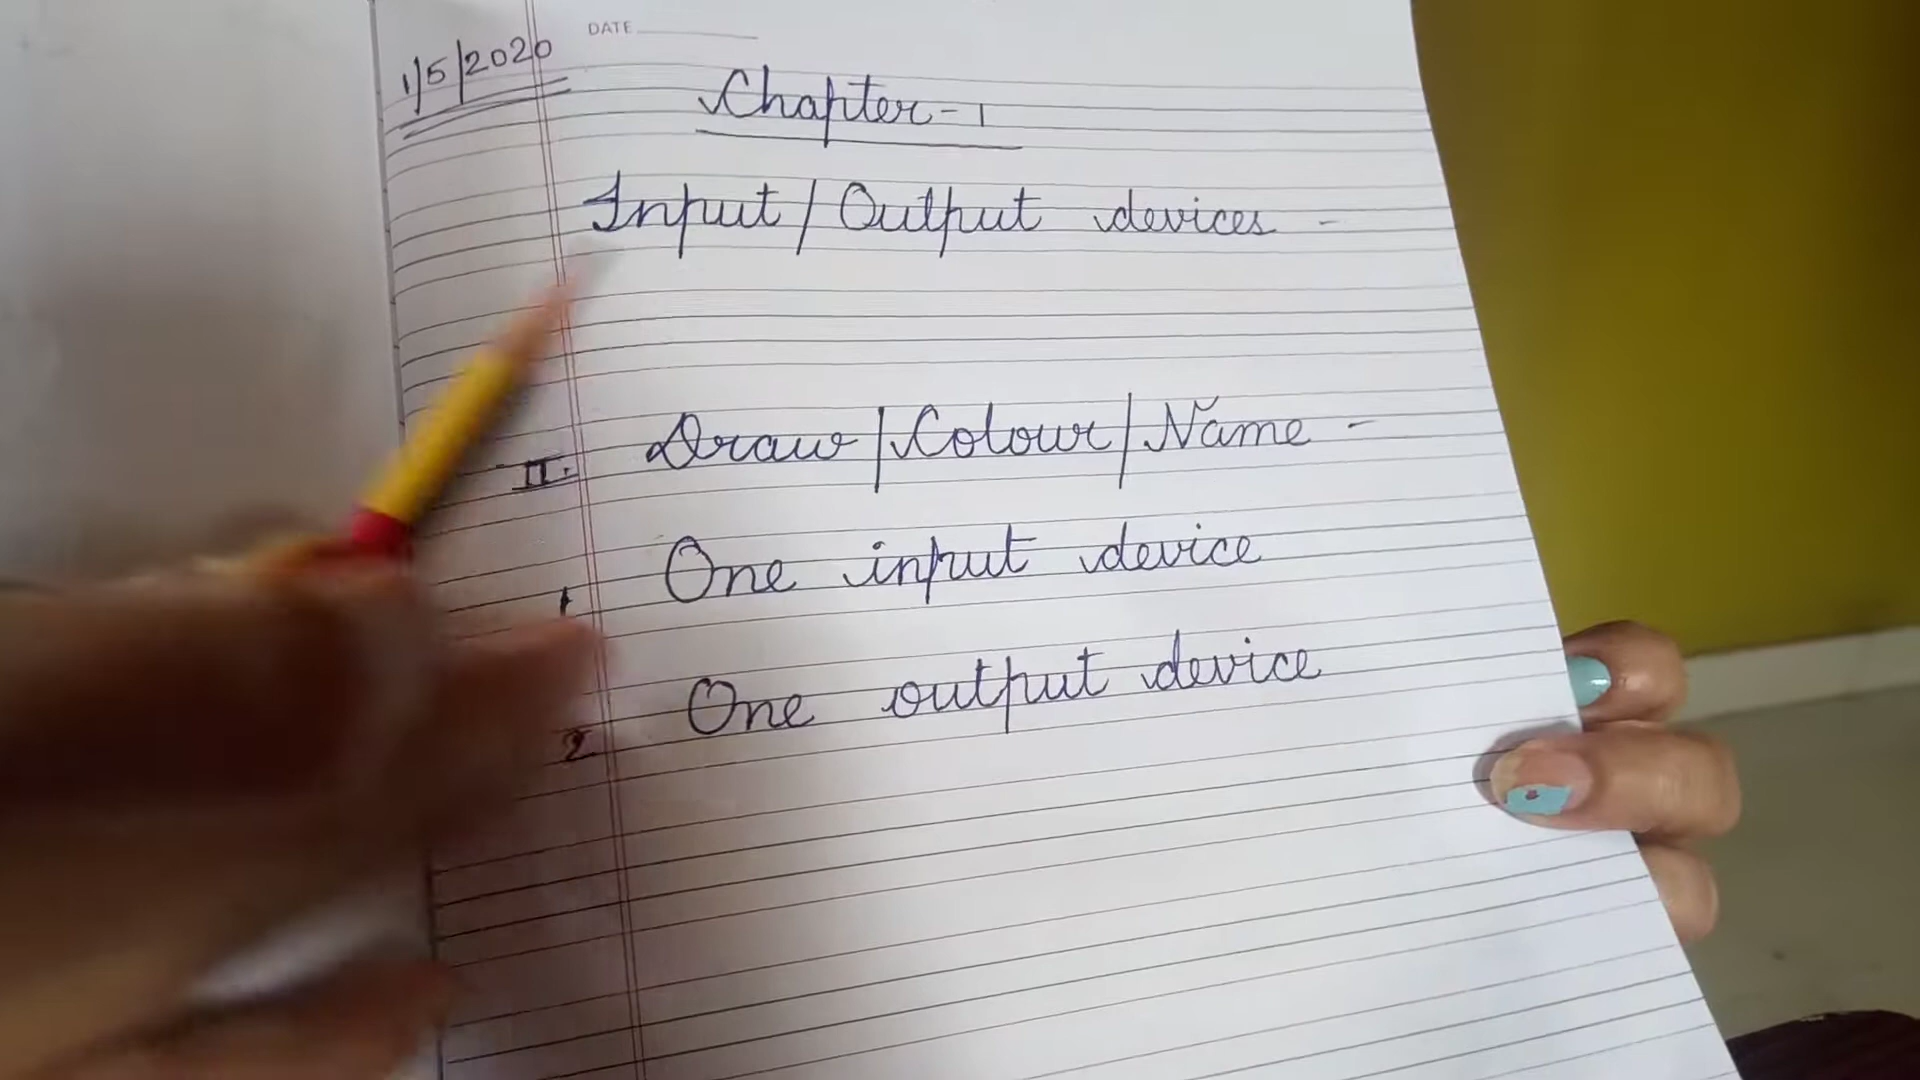 DATE
1/5/2020
Chapter-1
Input/Output devices -
II. Draw/Colour/Name -
1 One input device
2 One output device